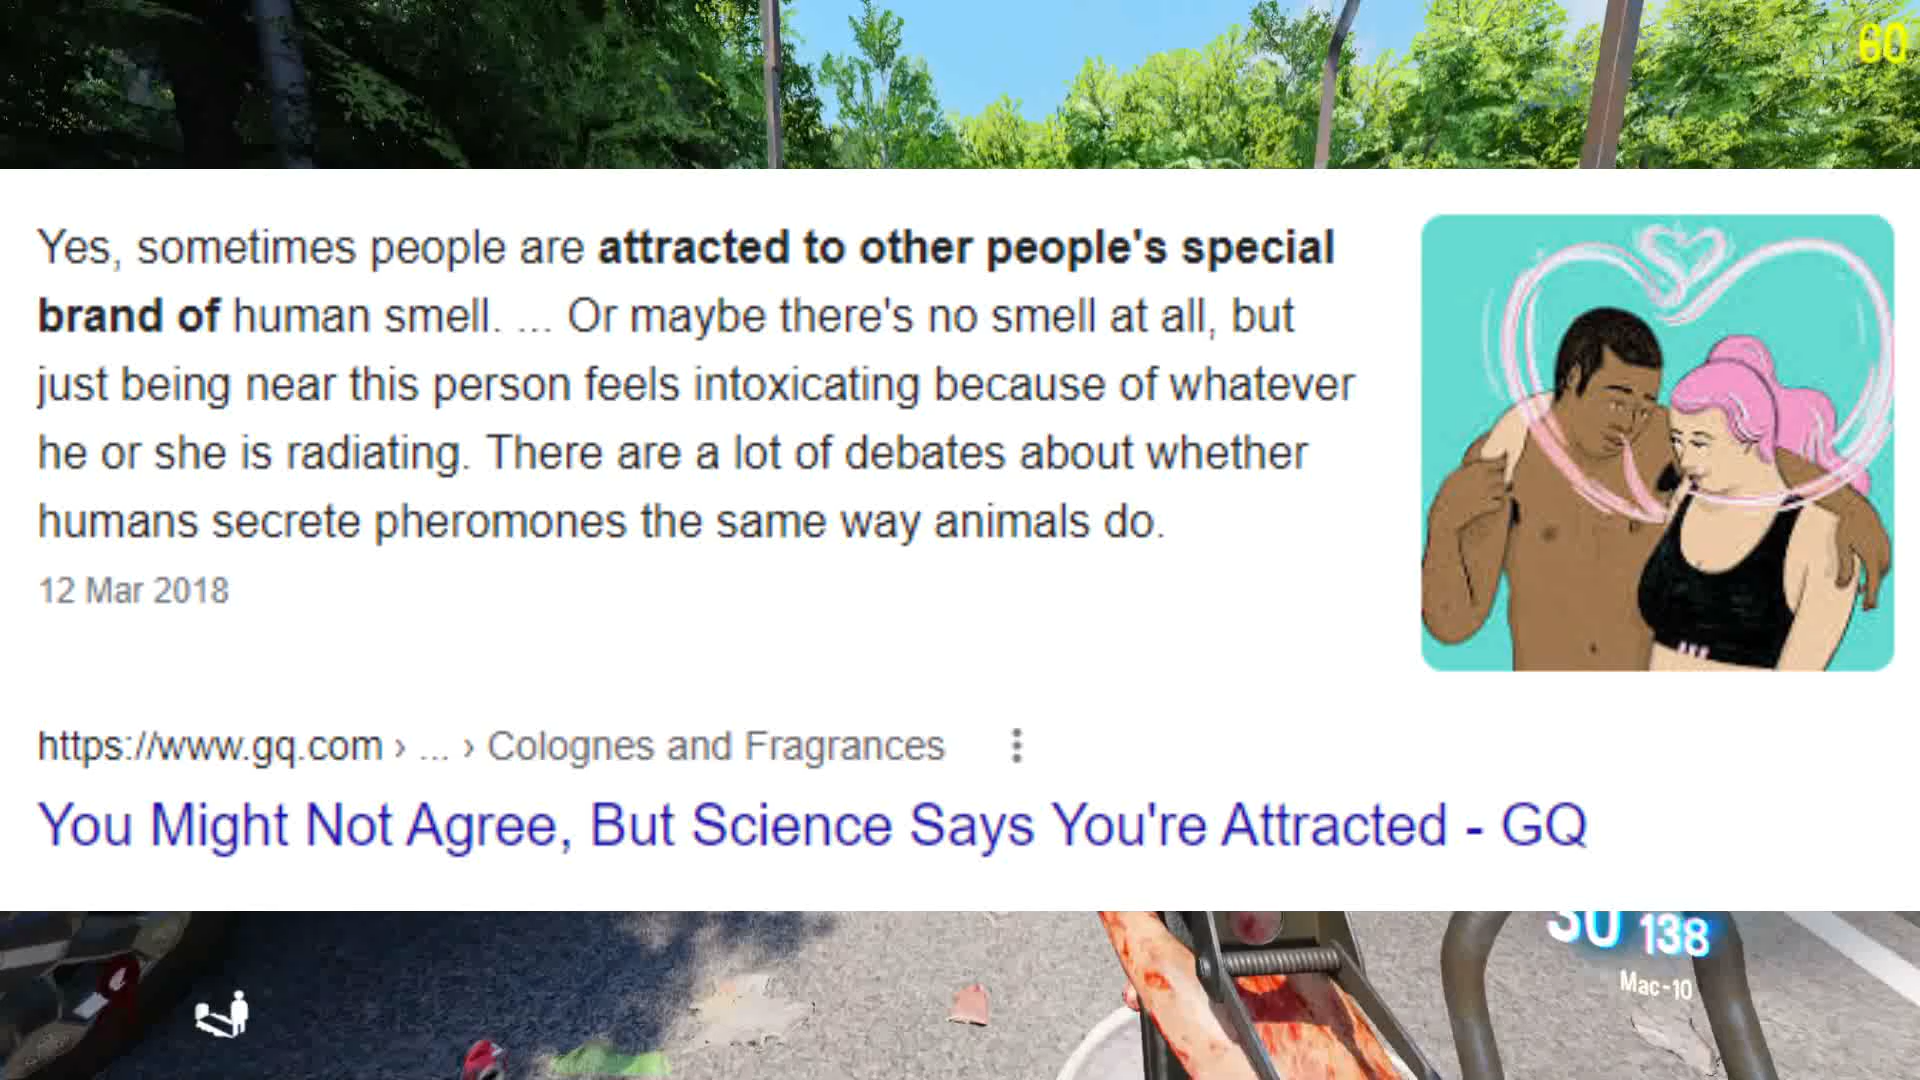 60
Yes, sometimes people are attracted to other people's special
brand of human smell. ... Or maybe there's no smell at all, but
just being near this person feels intoxicating because of whatever
he or she is radiating. There are a lot of debates about whether
humans secrete pheromones the same way animals do.
12 Mar 2018
https://www.gq.com › ... › Colognes and Fragrances
You Might Not Agree, But Science Says You're Attracted - GQ
30 138
Mac-10